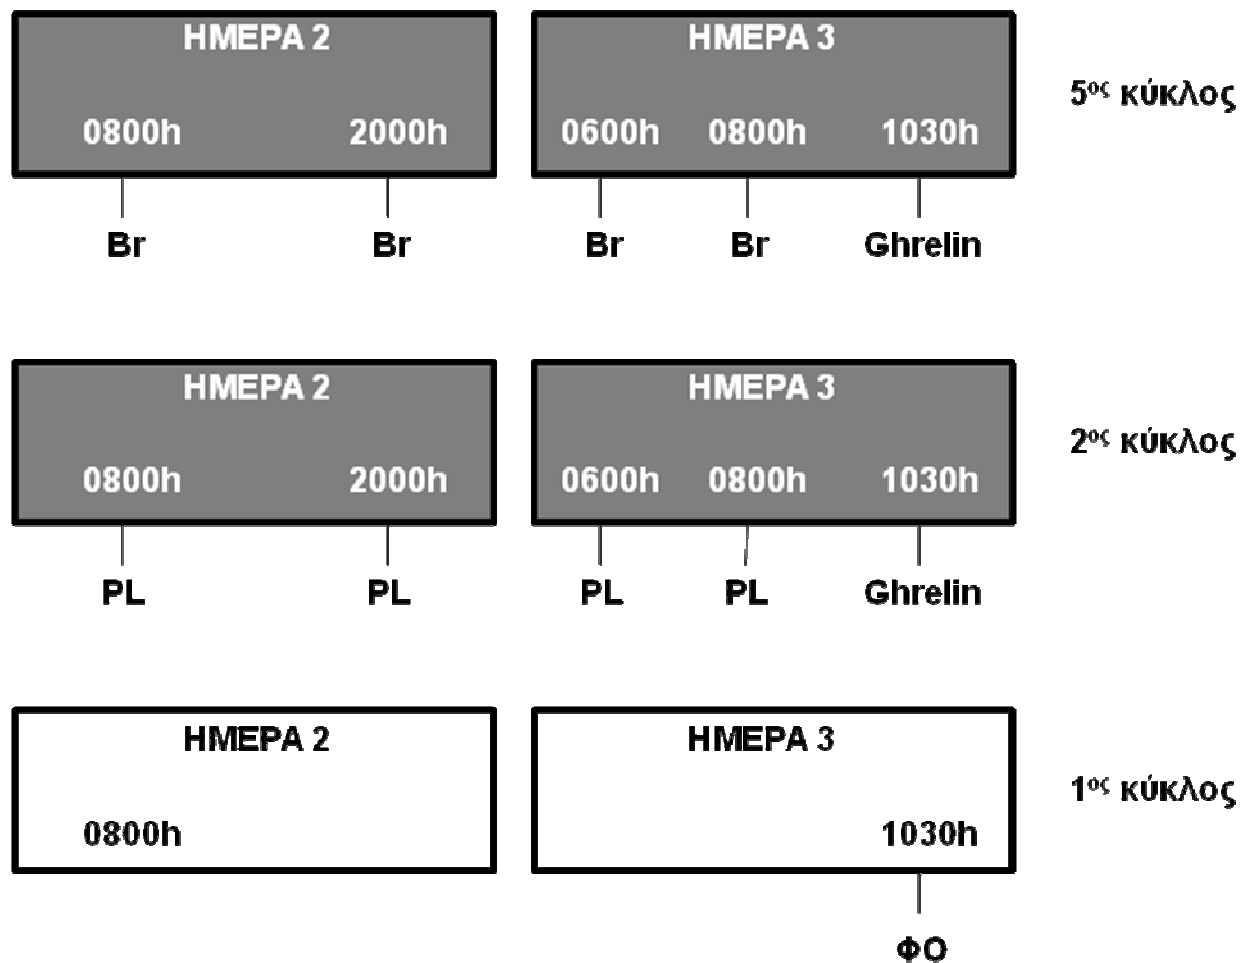 ΗΜΕΡΑ 2 ΗΜΕΡΑ 3
5ος κύκλος
0800h 2000h 0600h 0800h 1030h
Br Br Br Br Ghrelin
ΗΜΕΡΑ 2 ΗΜΕΡΑ 3
2ος κύκλος
0800h 2000h 0600h 0800h 1030h
PL PL PL PL Ghrelin
ΗΜΕΡΑ 2 ΗΜΕΡΑ 3
1ος κύκλος
0800h 1030h
ΦΟ